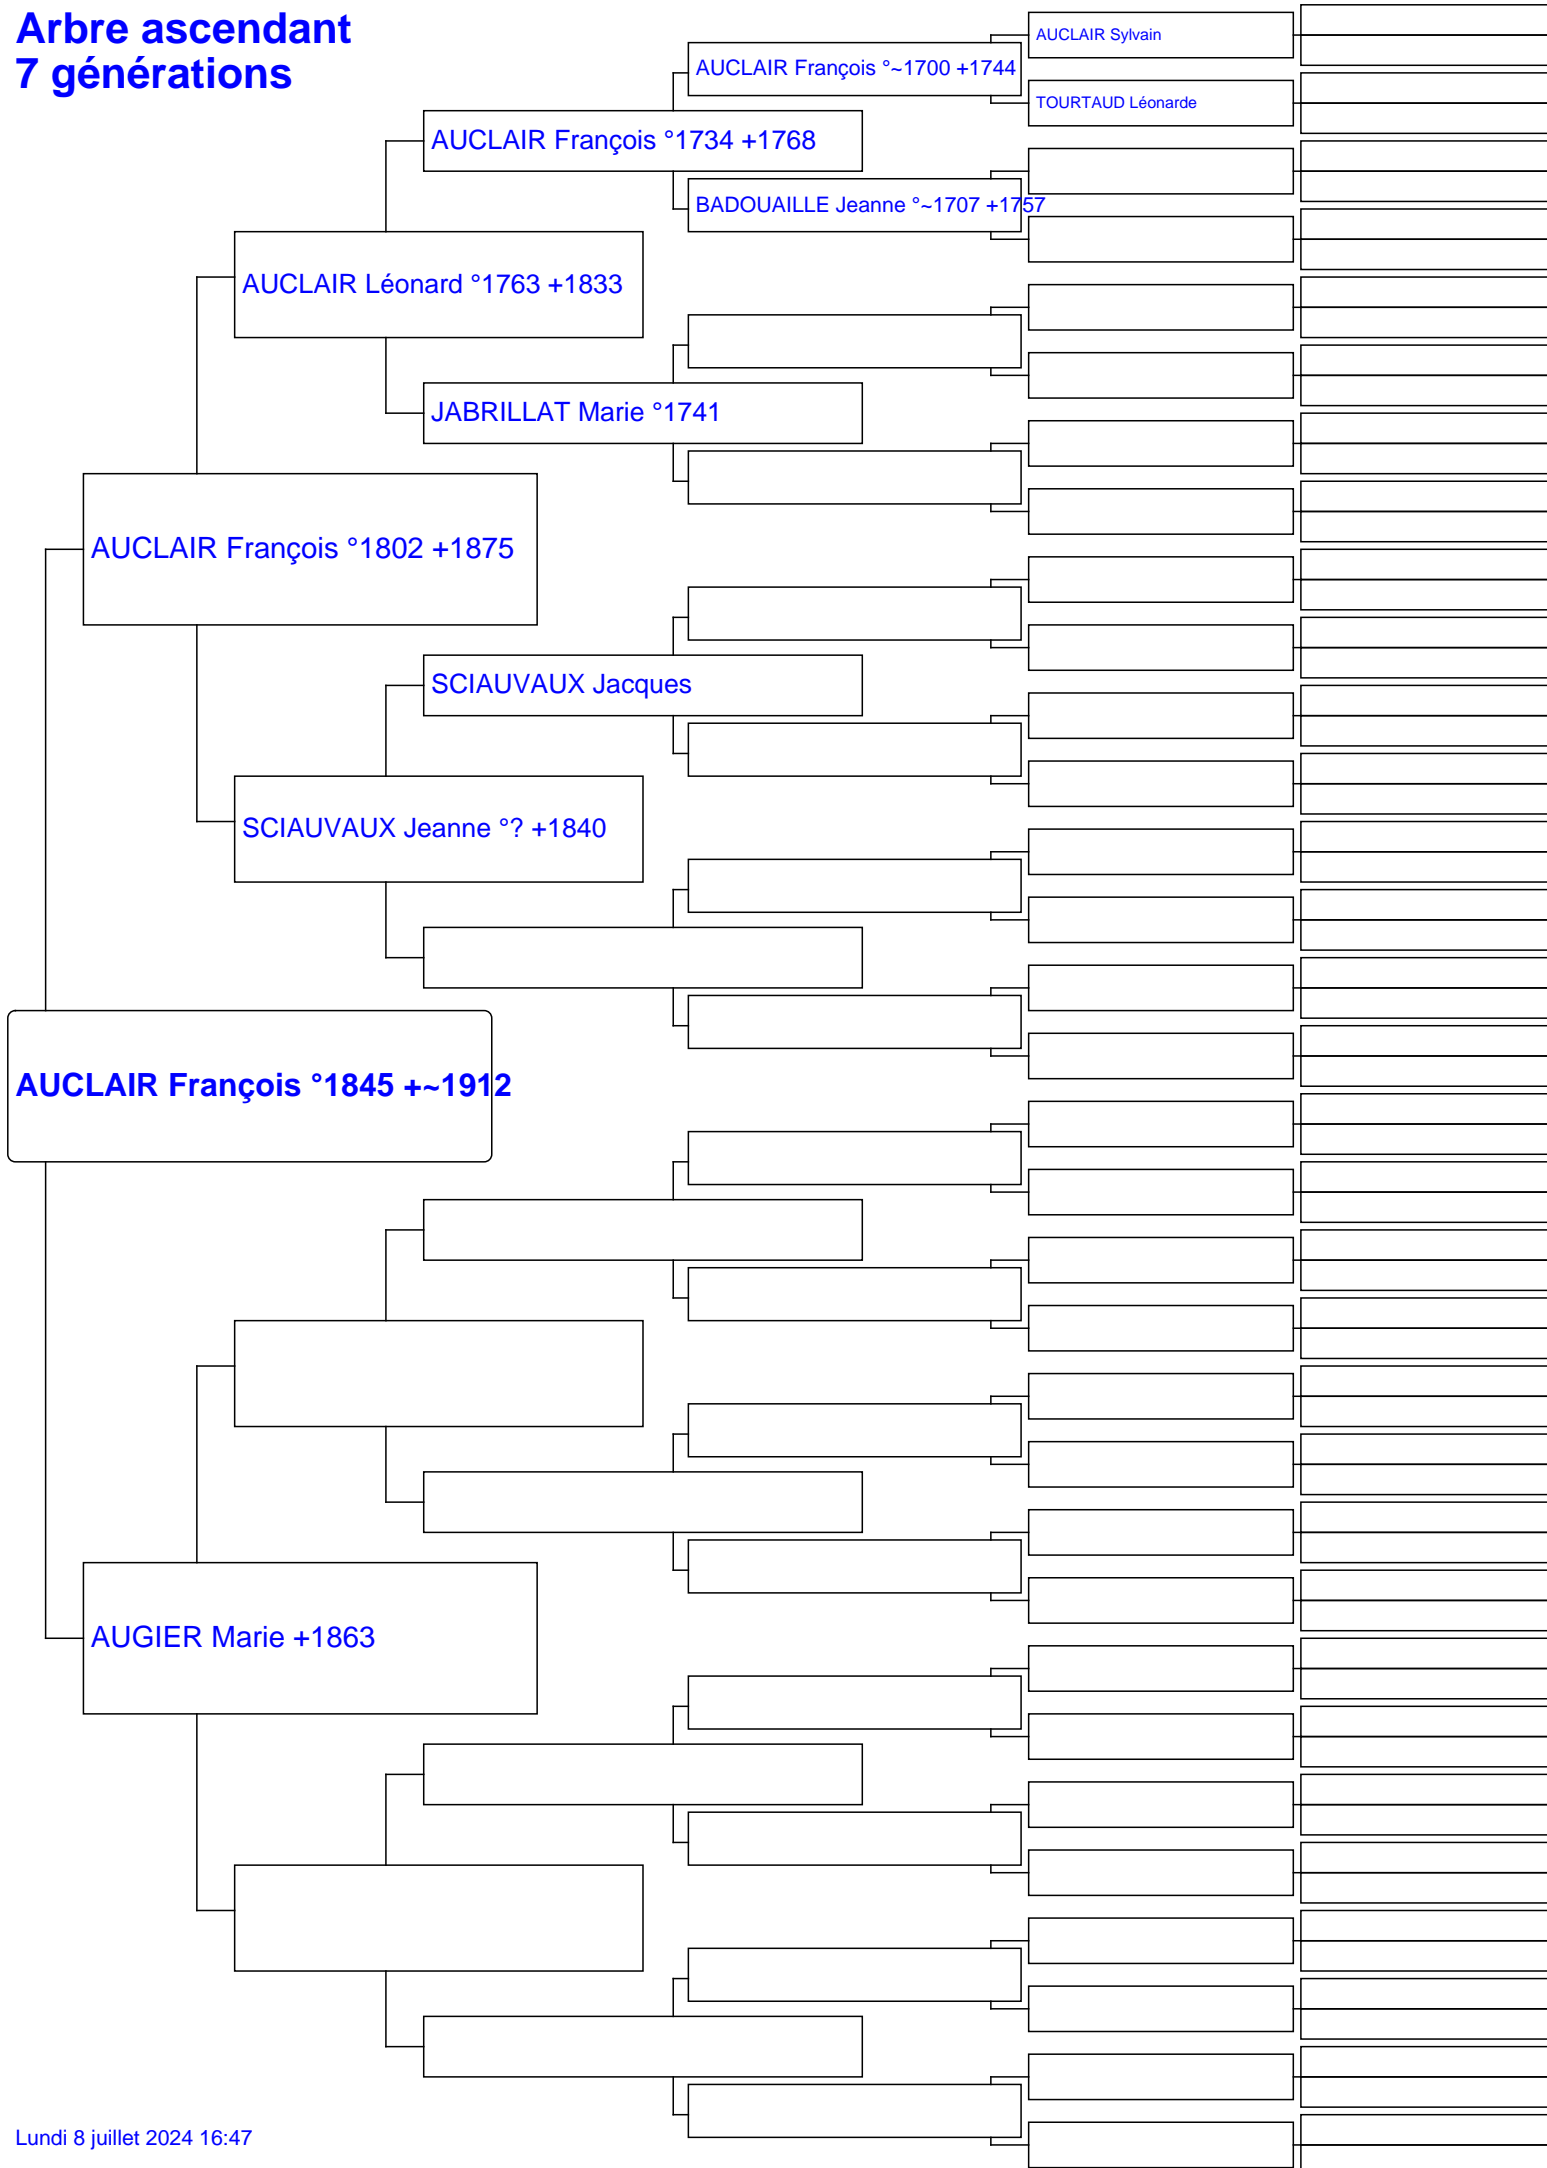 Arbre ascendant
7 générations
AUCLAIR Sylvain
AUCLAIR François °~1700 +1744
TOURTAUD Léonarde
AUCLAIR François °1734 +1768
BADOUAILLE Jeanne °~1707 +1757
AUCLAIR Léonard °1763 +1833
JABRILLAT Marie °1741
AUCLAIR François °1802 +1875
SCIAUVAUX Jacques
SCIAUVAUX Jeanne °? +1840
AUCLAIR François °1845 +~1912
AUGIER Marie +1863
Lundi 8 juillet 2024 16:47